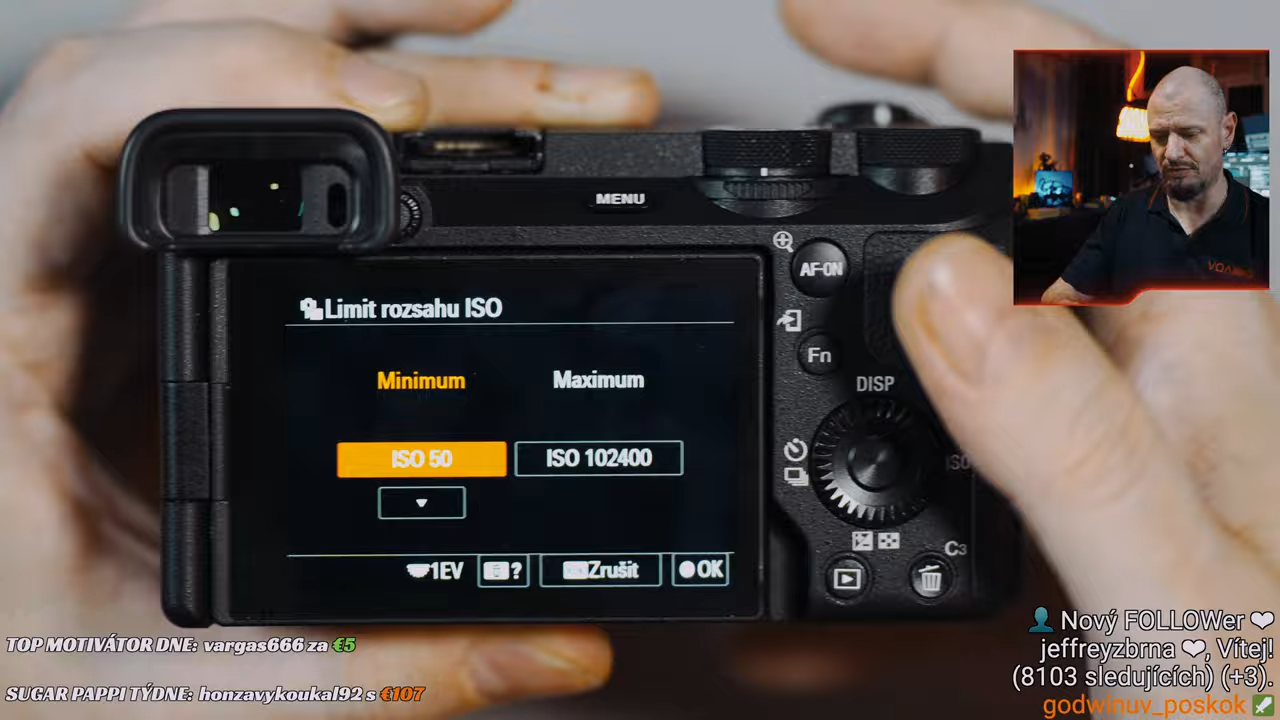 MENU
AF-ON
Limit rozsahu ISO
Fn
DISP
Minimum
Maximum
ISO 50
ISO 102400
ISO
1EV
?
Zrušit
OK
C3
👤 Nový FOLLOWer ❤
jeffreyzbrna ❤, Vítej!
(8103 sledujících) (+3).
godwinuv_poskok
TOP MOTIVÁTOR DNE: vargas666 za €5
SUGAR PAPPI TÝDNE: honzavykoukal92 s €107